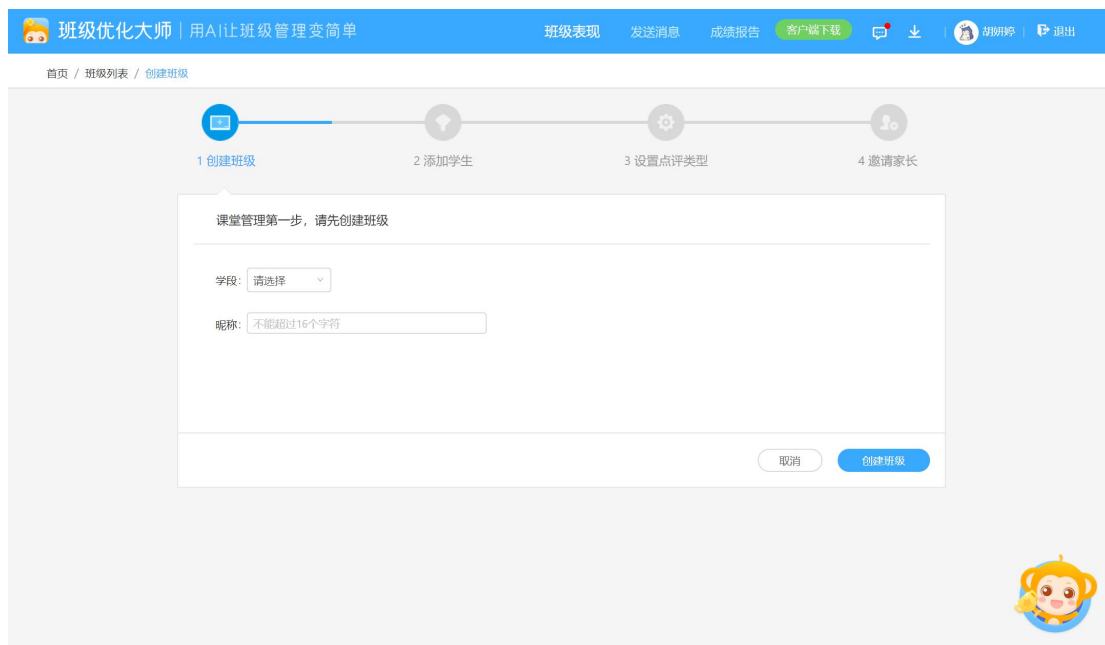 班级优化大师 | 用AI让班级管理变简单 班级表现 发送消息 成绩报告 客户端下载 胡妍婷 退出
首页 / 班级列表 / 创建班级
1 创建班级 2 添加学生 3 设置点评类型 4 邀请家长
课堂管理第一步，请先创建班级
学段: 请选择
昵称: 不能超过16个字符
取消 创建班级